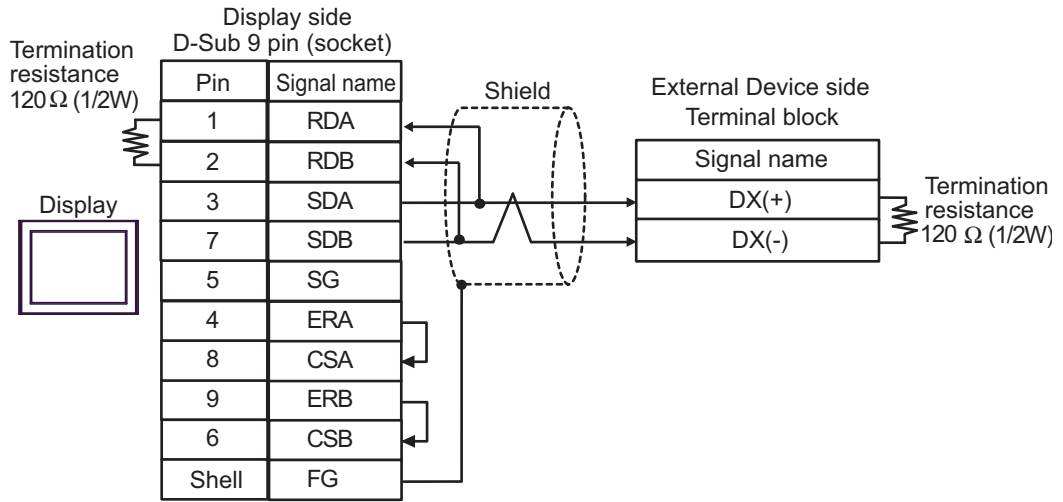 Display side
D-Sub 9 pin (socket)
Termination
resistance
120 Ω (1/2W)
Pin Signal name
1 RDA
2 RDB
3 SDA
7 SDB
5 SG
4 ERA
8 CSA
9 ERB
6 CSB
Shell FG
Display
Shield
External Device side
Terminal block
Signal name
DX(+)
DX(-)
Termination
resistance
120 Ω (1/2W)